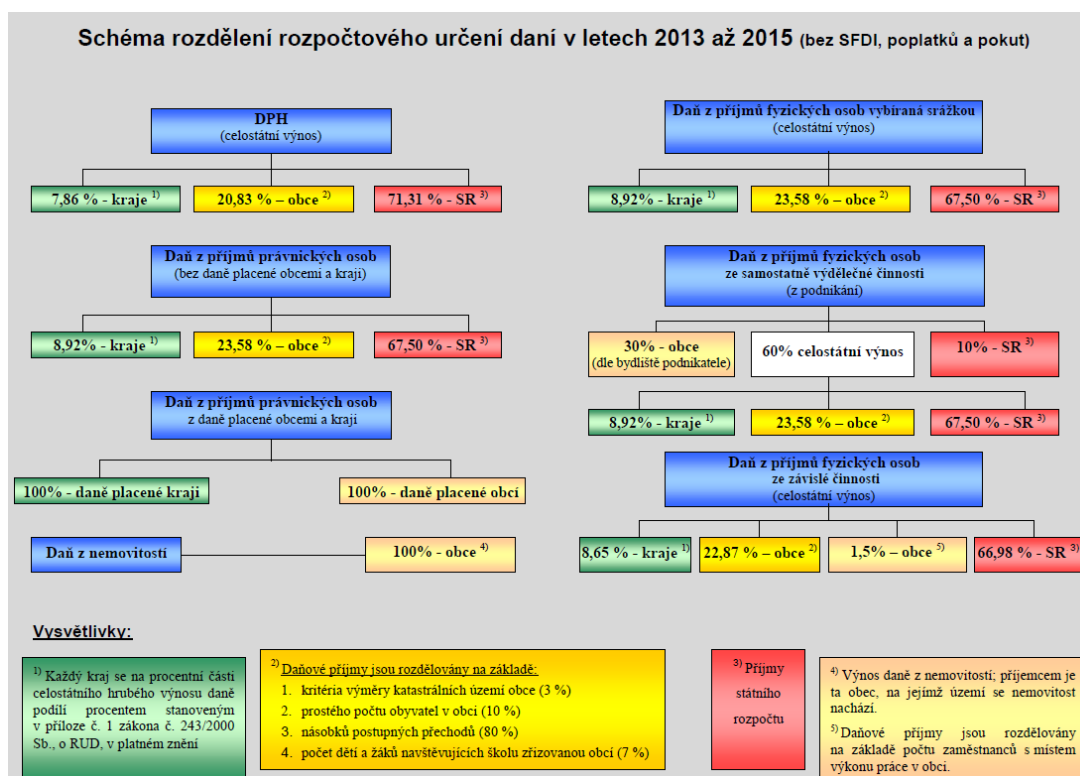 Schéma rozdělení rozpočtového určení daní v letech 2013 až 2015 (bez SFDI, poplatků a pokut)
DPH
(celostátní výnos)
7,86 % - kraje 1)
20,83 % – obce 2)
71,31 % - SR 3)
Daň z příjmů právnických osob
(bez daně placené obcemi a kraji)
8,92% - kraje 1)
23,58 % – obce 2)
67,50 % - SR 3)
Daň z příjmů právnických osob
z daně placené obcemi a kraji
100% - daně placené kraji
100% - daně placené obcí
Daň z nemovitostí
100% - obce 4)
Daň z příjmů fyzických osob vybíraná srážkou
(celostátní výnos)
8,92% - kraje 1)
23,58 % – obce 2)
67,50 % - SR 3)
Daň z příjmů fyzických osob
ze samostatně výdělečné činnosti
(z podnikání)
30% - obce
(dle bydliště podnikatele)
60% celostátní výnos
10% - SR 3)
8,92% - kraje 1)
23,58 % – obce 2)
67,50 % - SR 3)
Daň z příjmů fyzických osob
ze závislé činnosti
(celostátní výnos)
8,65 % - kraje 1)
22,87 % – obce 2)
1,5% – obce 5)
66,98 % - SR 3)
Vysvětlivky:
1) Každý kraj se na procentní části
celostátního hrubého výnosu daně
podílí procentem stanoveným
v příloze č. 1 zákona č. 243/2000
Sb., o RUD, v platném znění
2) Daňové příjmy jsou rozdělovány na základě:
1. kritéria výměry katastrálních území obce (3 %)
2. prostého počtu obyvatel v obci (10 %)
3. násobků postupných přechodů (80 %)
4. počet dětí a žáků navštěvujících školu zřizovanou obcí (7 %)
3) Příjmy
státního
rozpočtu
4) Výnos daně z nemovitostí; příjemcem je
ta obec, na jejímž území se nemovitost
nachází.
5) Daňové příjmy jsou rozdělovány
na základě počtu zaměstnanců s místem
výkonu práce v obci.